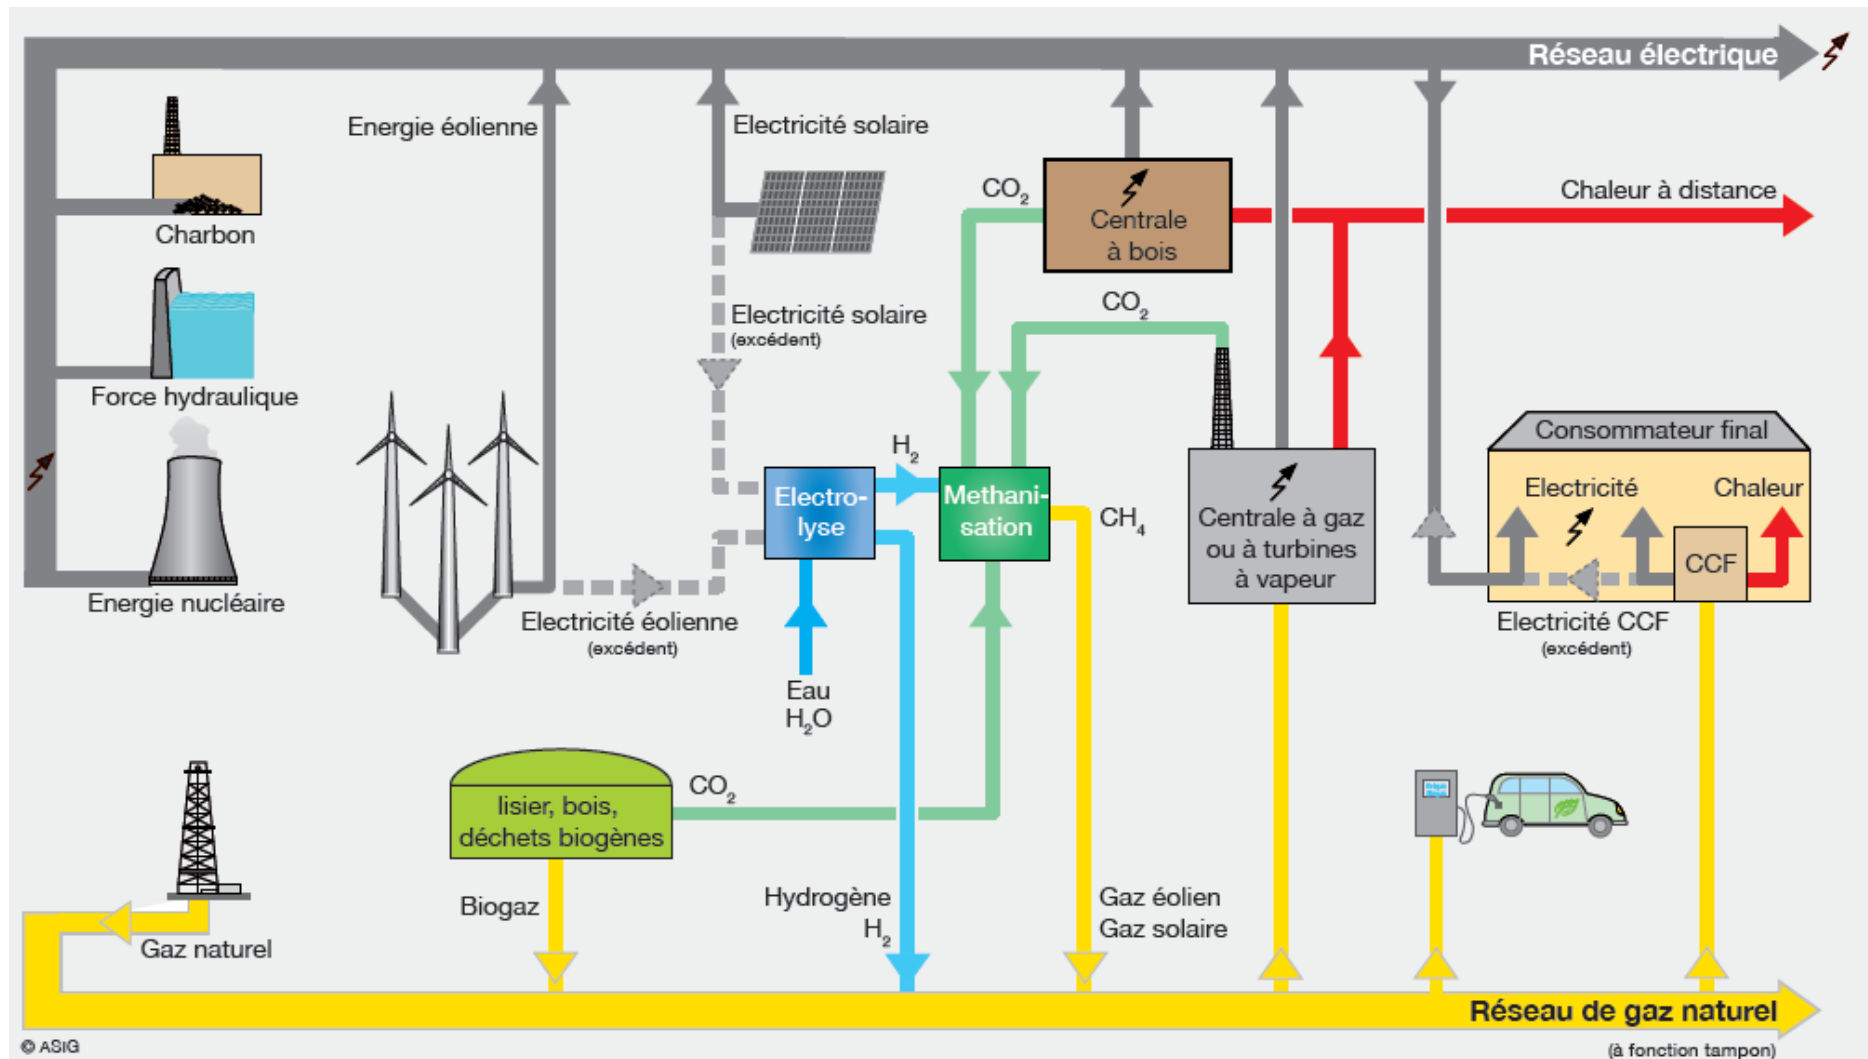 Réseau électrique
Energie éolienne
Electricité solaire
Charbon
CO₂
Centrale
à bois
Chaleur à distance
Electricité solaire
(excédent)
CO₂
Force hydraulique
Consommateur final
Electricité
Chaleur
H₂
Electro-
lyse
Methani-
sation
CH₄
Centrale à gaz
ou à turbines
à vapeur
CCF
Energie nucléaire
Electricité éolienne
(excédent)
Electricité CCF
(excédent)
Eau
H₂O
CO₂
lisier, bois,
déchets biogènes
Biogaz
Hydrogène
H₂
Gaz éolien
Gaz solaire
Gaz naturel
Réseau de gaz naturel
© ASIG
(à fonction tampon)